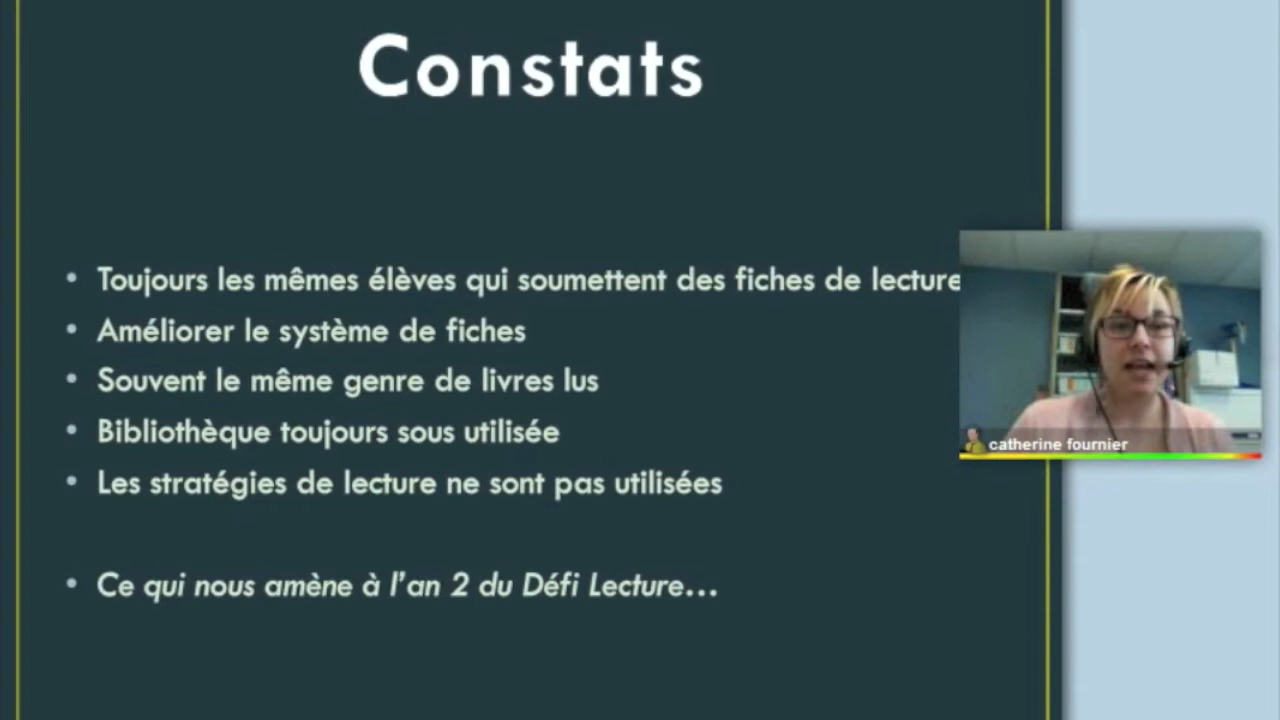 Constats
• Toujours les mêmes élèves qui soumettent des fiches de lecture
• Améliorer le système de fiches
• Souvent le même genre de livres lus
• Bibliothèque toujours sous utilisée
• Les stratégies de lecture ne sont pas utilisées
• Ce qui nous amène à l'an 2 du Défi Lecture...
catherine fournier